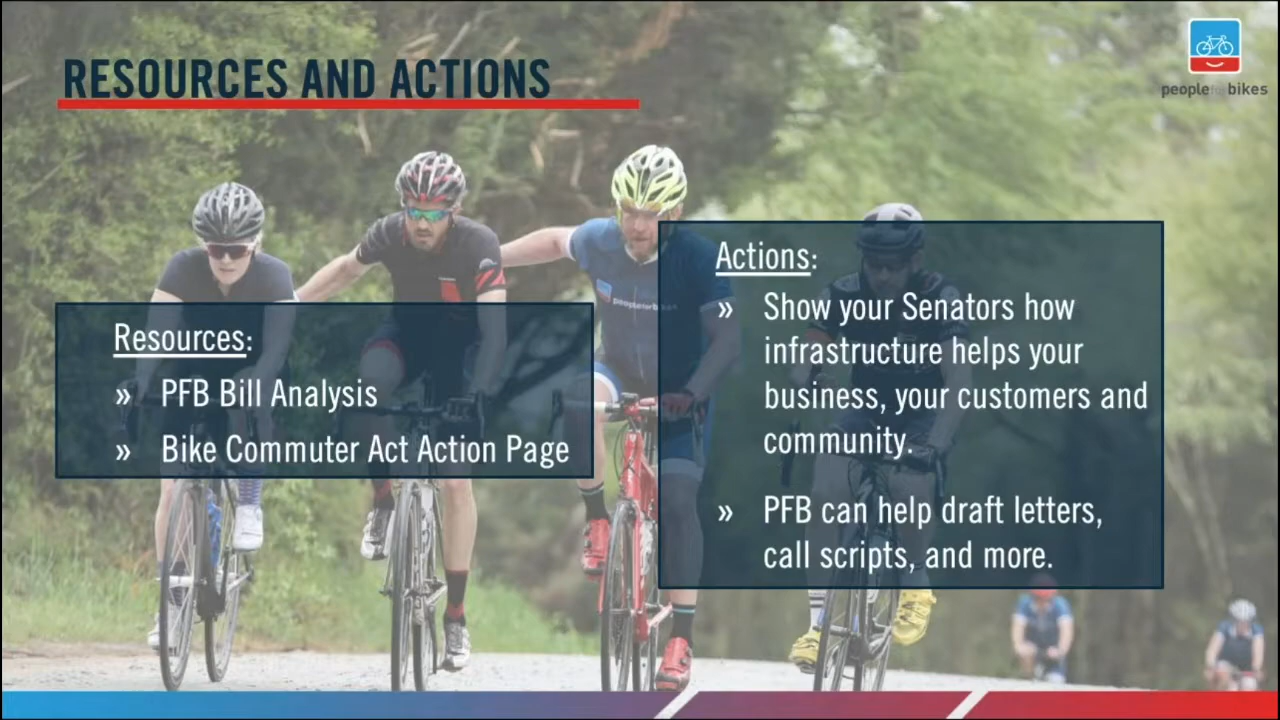 RESOURCES AND ACTIONS
peopleforbikes
peopleforbikes
Resources:
» PFB Bill Analysis
» Bike Commuter Act Action Page
Actions:
» Show your Senators how
infrastructure helps your
business, your customers and
community.
» PFB can help draft letters,
call scripts, and more.